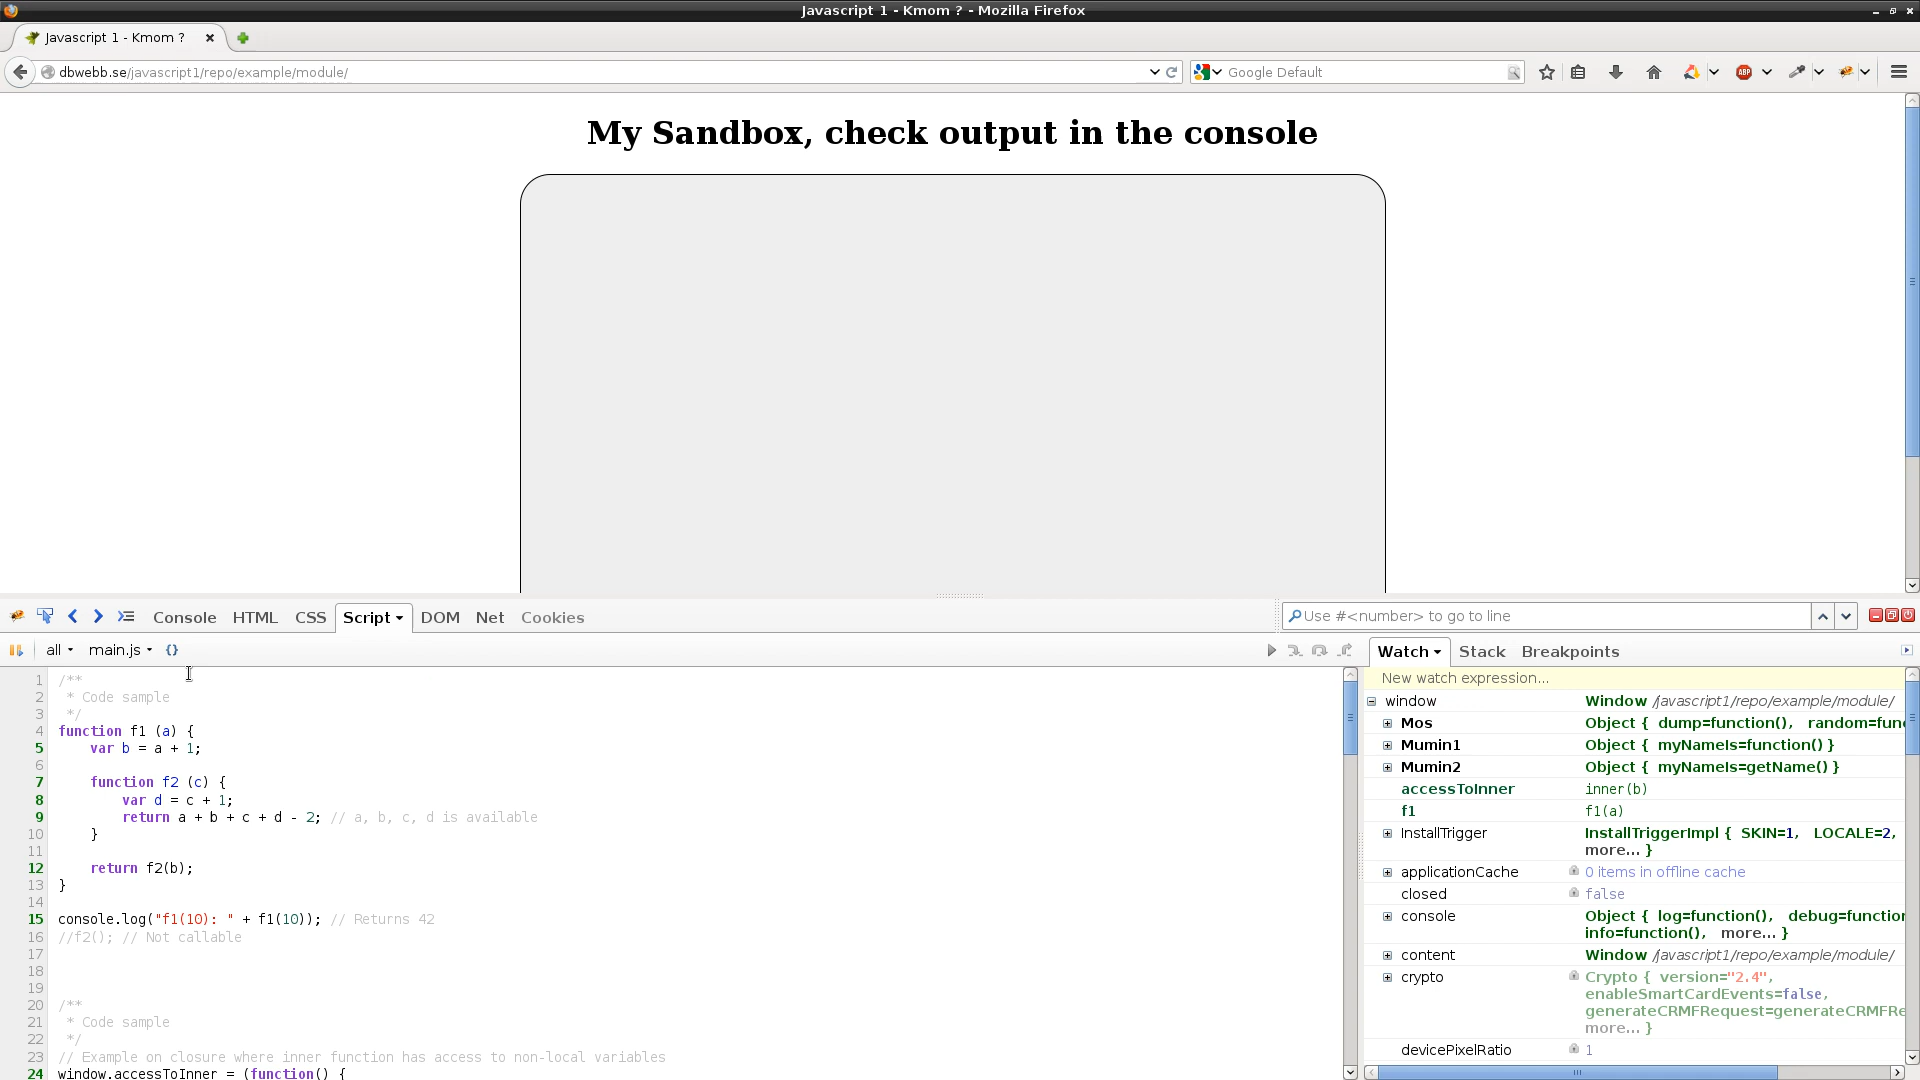 Javascript 1 - Kmom ? - Mozilla Firefox
Javascript 1 - Kmom ?
dbwebb.se/javascript1/repo/example/module/
Google Default
ABP
My Sandbox, check output in the console
Console HTML CSS Script DOM Net Cookies
Use #<number> to go to line
all main.js {}
Watch Stack Breakpoints
1 /**
2 * Code sample
3 */
4 function f1 (a) {
5 var b = a + 1;
6
7 function f2 (c) {
8 var d = c + 1;
9 return a + b + c + d - 2; // a, b, c, d is available
10 }
11
12 return f2(b);
13 }
14
15 console.log("f1(10): " + f1(10)); // Returns 42
16 //f2(); // Not callable
17
18
19
20 /**
21 * Code sample
22 */
23 // Example on closure where inner function has access to non-local variables
24 window.accessToInner = (function() {
New watch expression...
window Window /javascript1/repo/example/module/
Mos Object { dump=function(), random=func
Mumin1 Object { myNameIs=function() }
Mumin2 Object { myNameIs=getName() }
accessToInner inner(b)
f1 f1(a)
InstallTrigger InstallTriggerImpl { SKIN=1, LOCALE=2,
more... }
applicationCache 0 items in offline cache
closed false
console Object { log=function(), debug=function
info=function(), more... }
content Window /javascript1/repo/example/module/
crypto Crypto { version="2.4",
enableSmartCardEvents=false,
generateCRMFRequest=generateCRMFRe
more... }
devicePixelRatio 1